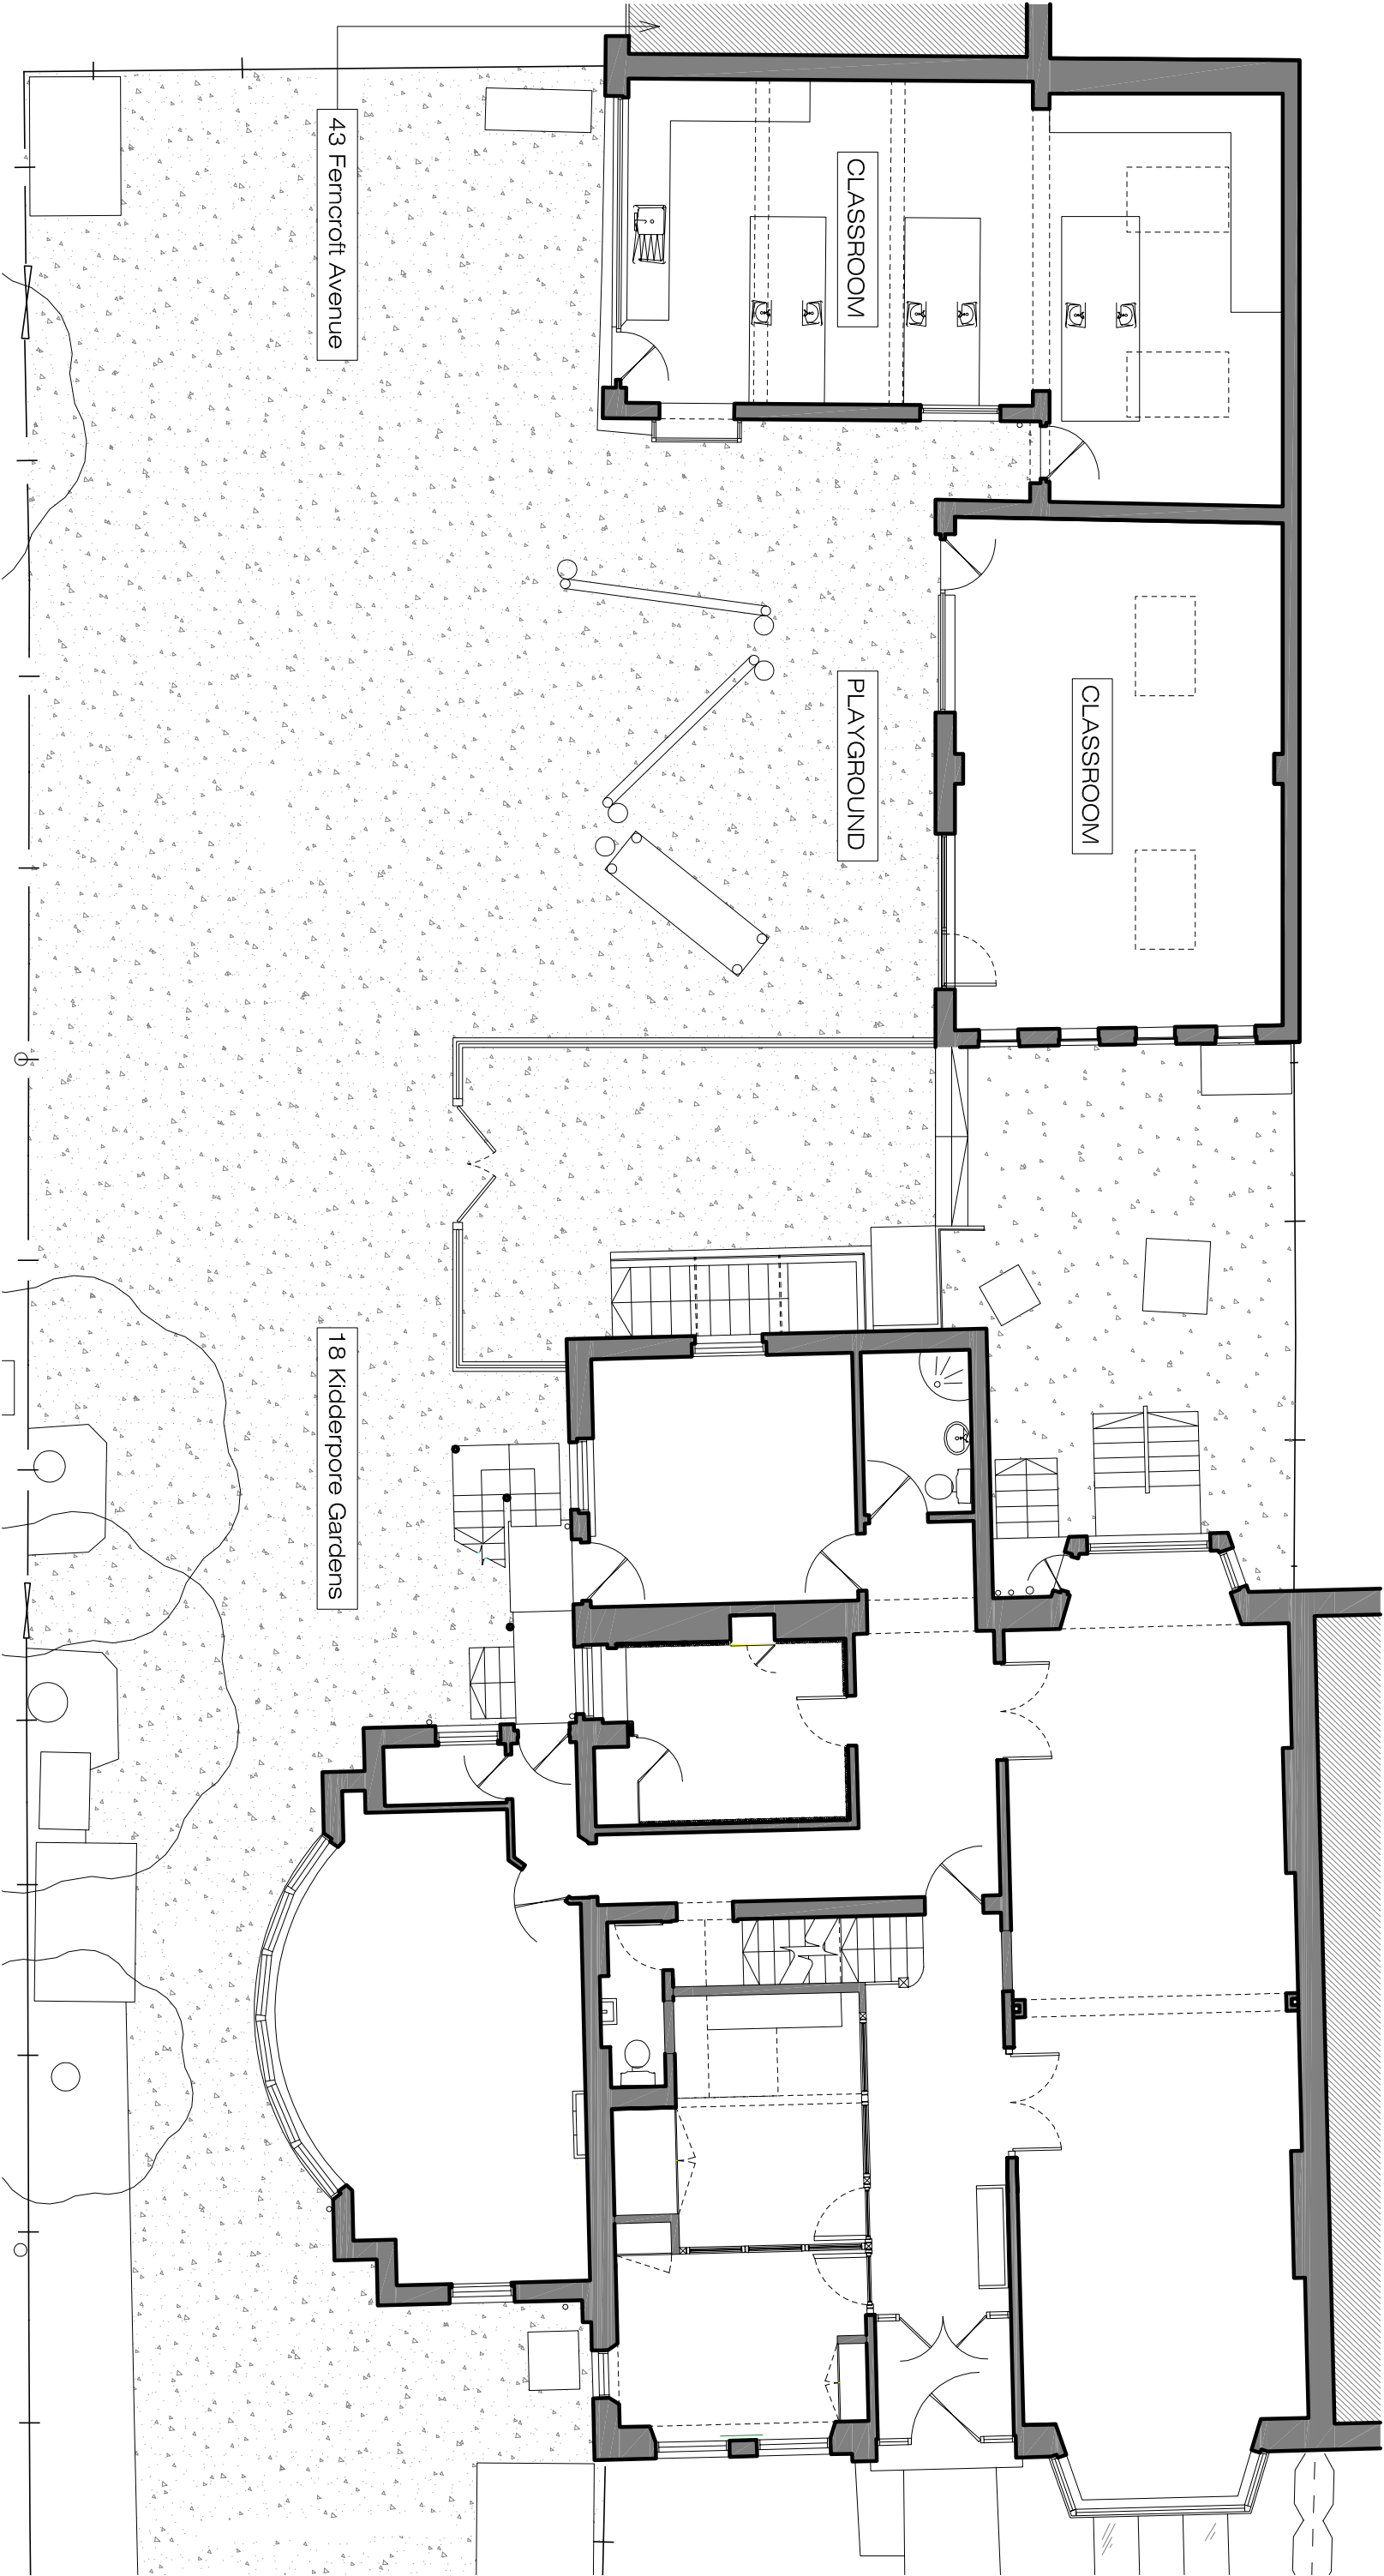 43 Ferncroft Avenue
CLASSROOM
CLASSROOM
PLAYGROUND
18 Kidderpore Gardens